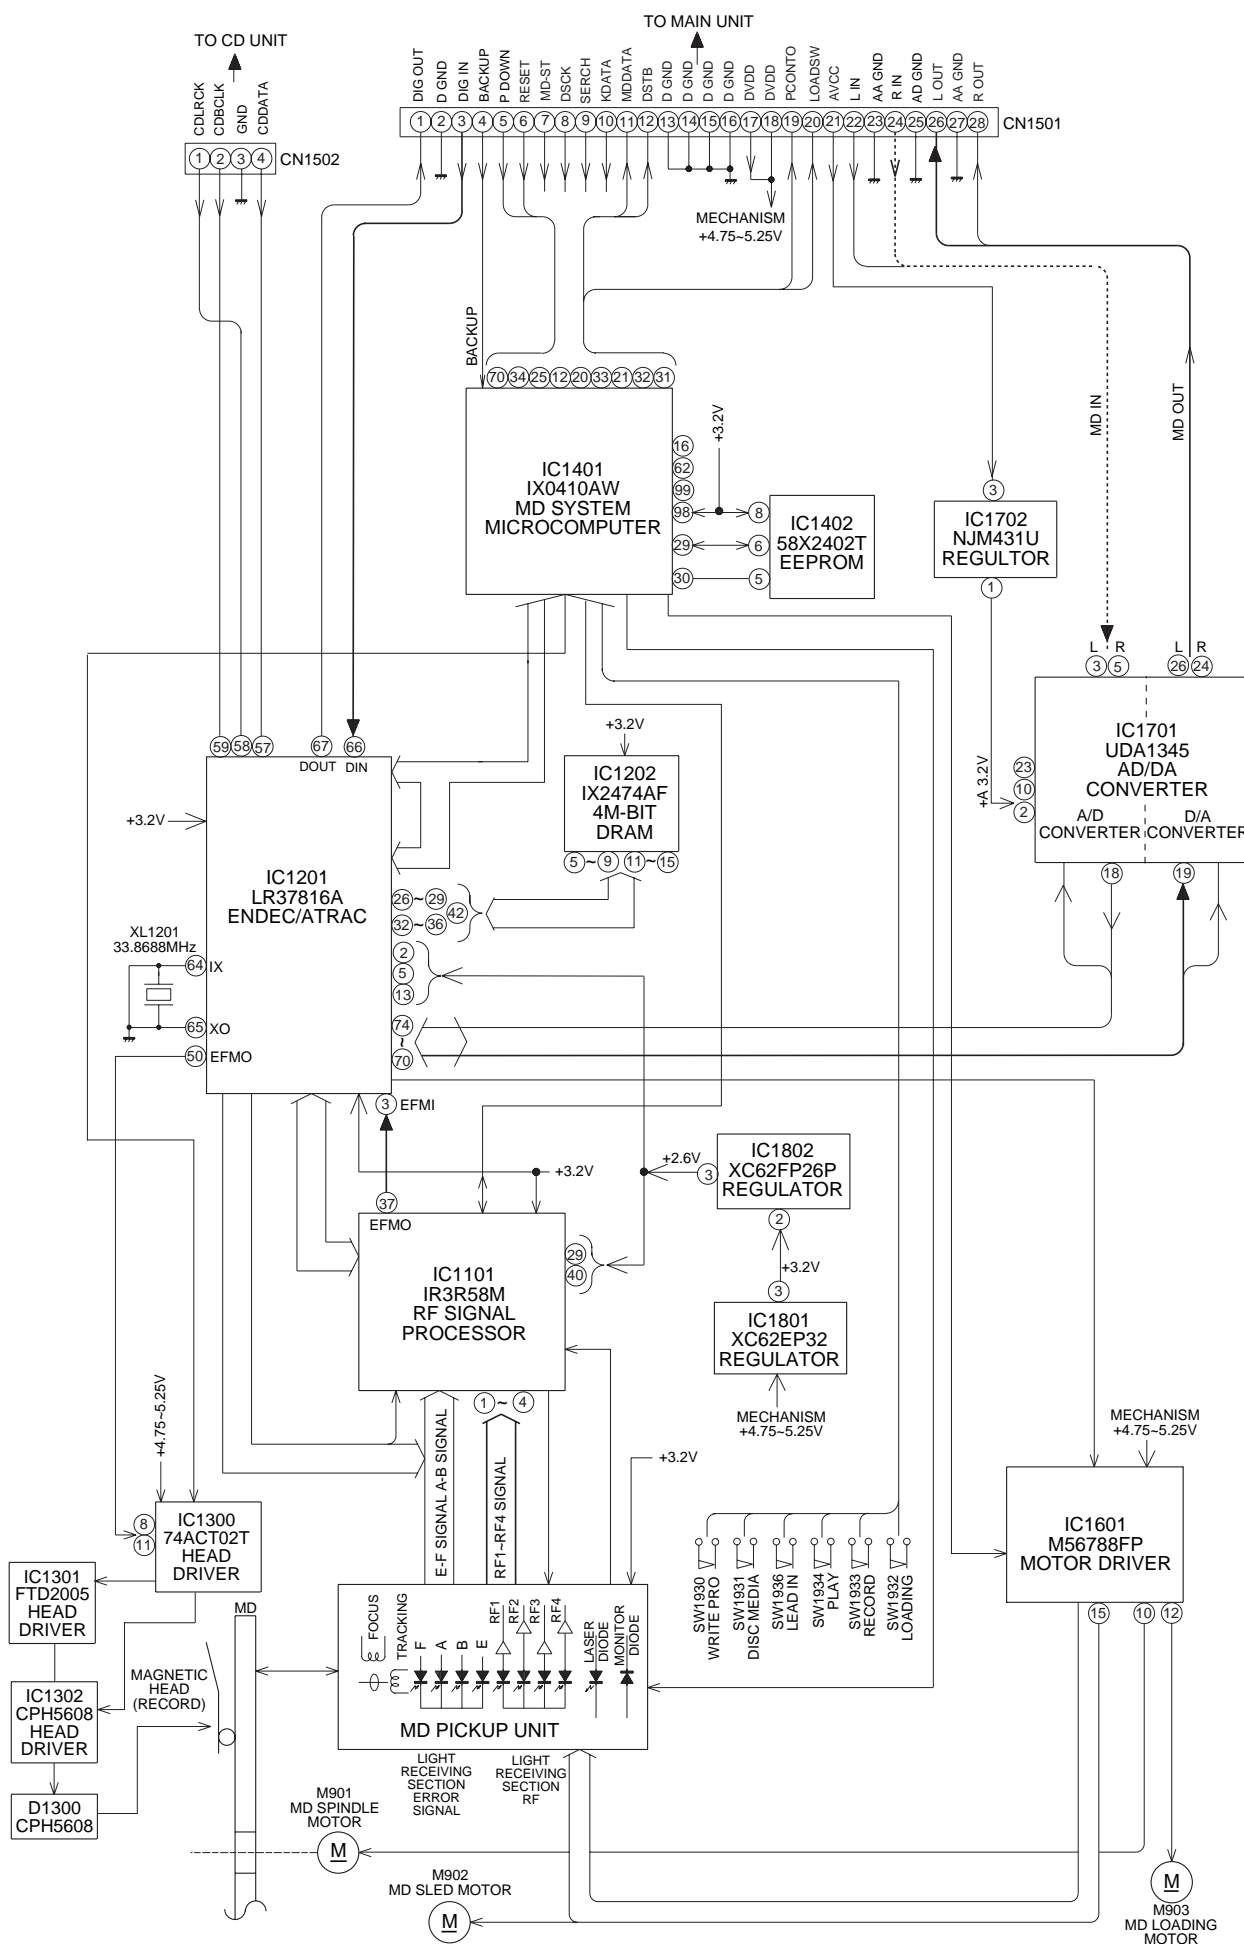 TO MAIN UNIT
TO CD UNIT
CDLRCK
CDBCLK
GND
CDDATA
1 2 3 4
CN1502
DIG OUT
D GND
DIG IN
BACKUP
P DOWN
RESET
MD-ST
DSCK
SERCH
KDATA
MDDATA
DSTB
D GND
D GND
D GND
D GND
DVDD
DVDD
PCONTO
LOADSW
AVCC
L IN
AA GND
R IN
AD GND
L OUT
AA GND
R OUT
1 2 3 4 5 6 7 8 9 10 11 12 13 14 15 16 17 18 19 20 21 22 23 24 25 26 27 28
CN1501
MECHANISM
+4.75~5.25V
BACKUP
70 34 25 12 20 33 21 32 31
IC1401
IX0410AW
MD SYSTEM
MICROCOMPUTER
16
62
99
98
29
30
+3.2V
8
6
5
IC1402
58X2402T
EEPROM
3
IC1702
NJM431U
REGULTOR
1
MD IN
MD OUT
L R
3 5
L R
26 24
IC1701
UDA1345
AD/DA
CONVERTER
A/D
CONVERTER
D/A
CONVERTER
23
10
2
+A 3.2V
18
19
59 58 57
67
66
DOUT
DIN
+3.2V
IC1202
IX2474AF
4M-BIT
DRAM
5~9 11~15
+3.2V
IC1201
LR37816A
ENDEC/ATRAC
26~29
32~36
42
2
5
13
74
~
70
XL1201
33.8688MHz
64 IX
65 XO
50 EFMO
3 EFMI
37
EFMO
+3.2V
+2.6V
3
IC1802
XC62FP26P
REGULATOR
2
+3.2V
3
IC1801
XC62EP32
REGULATOR
MECHANISM
+4.75~5.25V
IC1101
IR3R58M
RF SIGNAL
PROCESSOR
29
40
1~4
E-F SIGNAL A-B SIGNAL
RF1~RF4 SIGNAL
+3.2V
+4.75~5.25V
8
11
IC1300
74ACT02T
HEAD
DRIVER
IC1301
FTD2005
HEAD
DRIVER
IC1302
CPH5608
HEAD
DRIVER
D1300
CPH5608
MD
MAGNETIC
HEAD
(RECORD)
FOCUS
TRACKING
F
A
B
E
RF1
RF2
RF3
RF4
LASER
DIODE
MONITOR
DIODE
MD PICKUP UNIT
LIGHT
RECEIVING
SECTION
ERROR
SIGNAL
LIGHT
RECEIVING
SECTION
RF
SW1930
WRITE PRO
SW1931
DISC MEDIA
SW1936
LEAD IN
SW1934
PLAY
SW1933
RECORD
SW1932
LOADING
MECHANISM
+4.75~5.25V
IC1601
M56788FP
MOTOR DRIVER
15
10
12
M901
MD SPINDLE
MOTOR
M
M902
MD SLED MOTOR
M
M
M903
MD LOADING
MOTOR